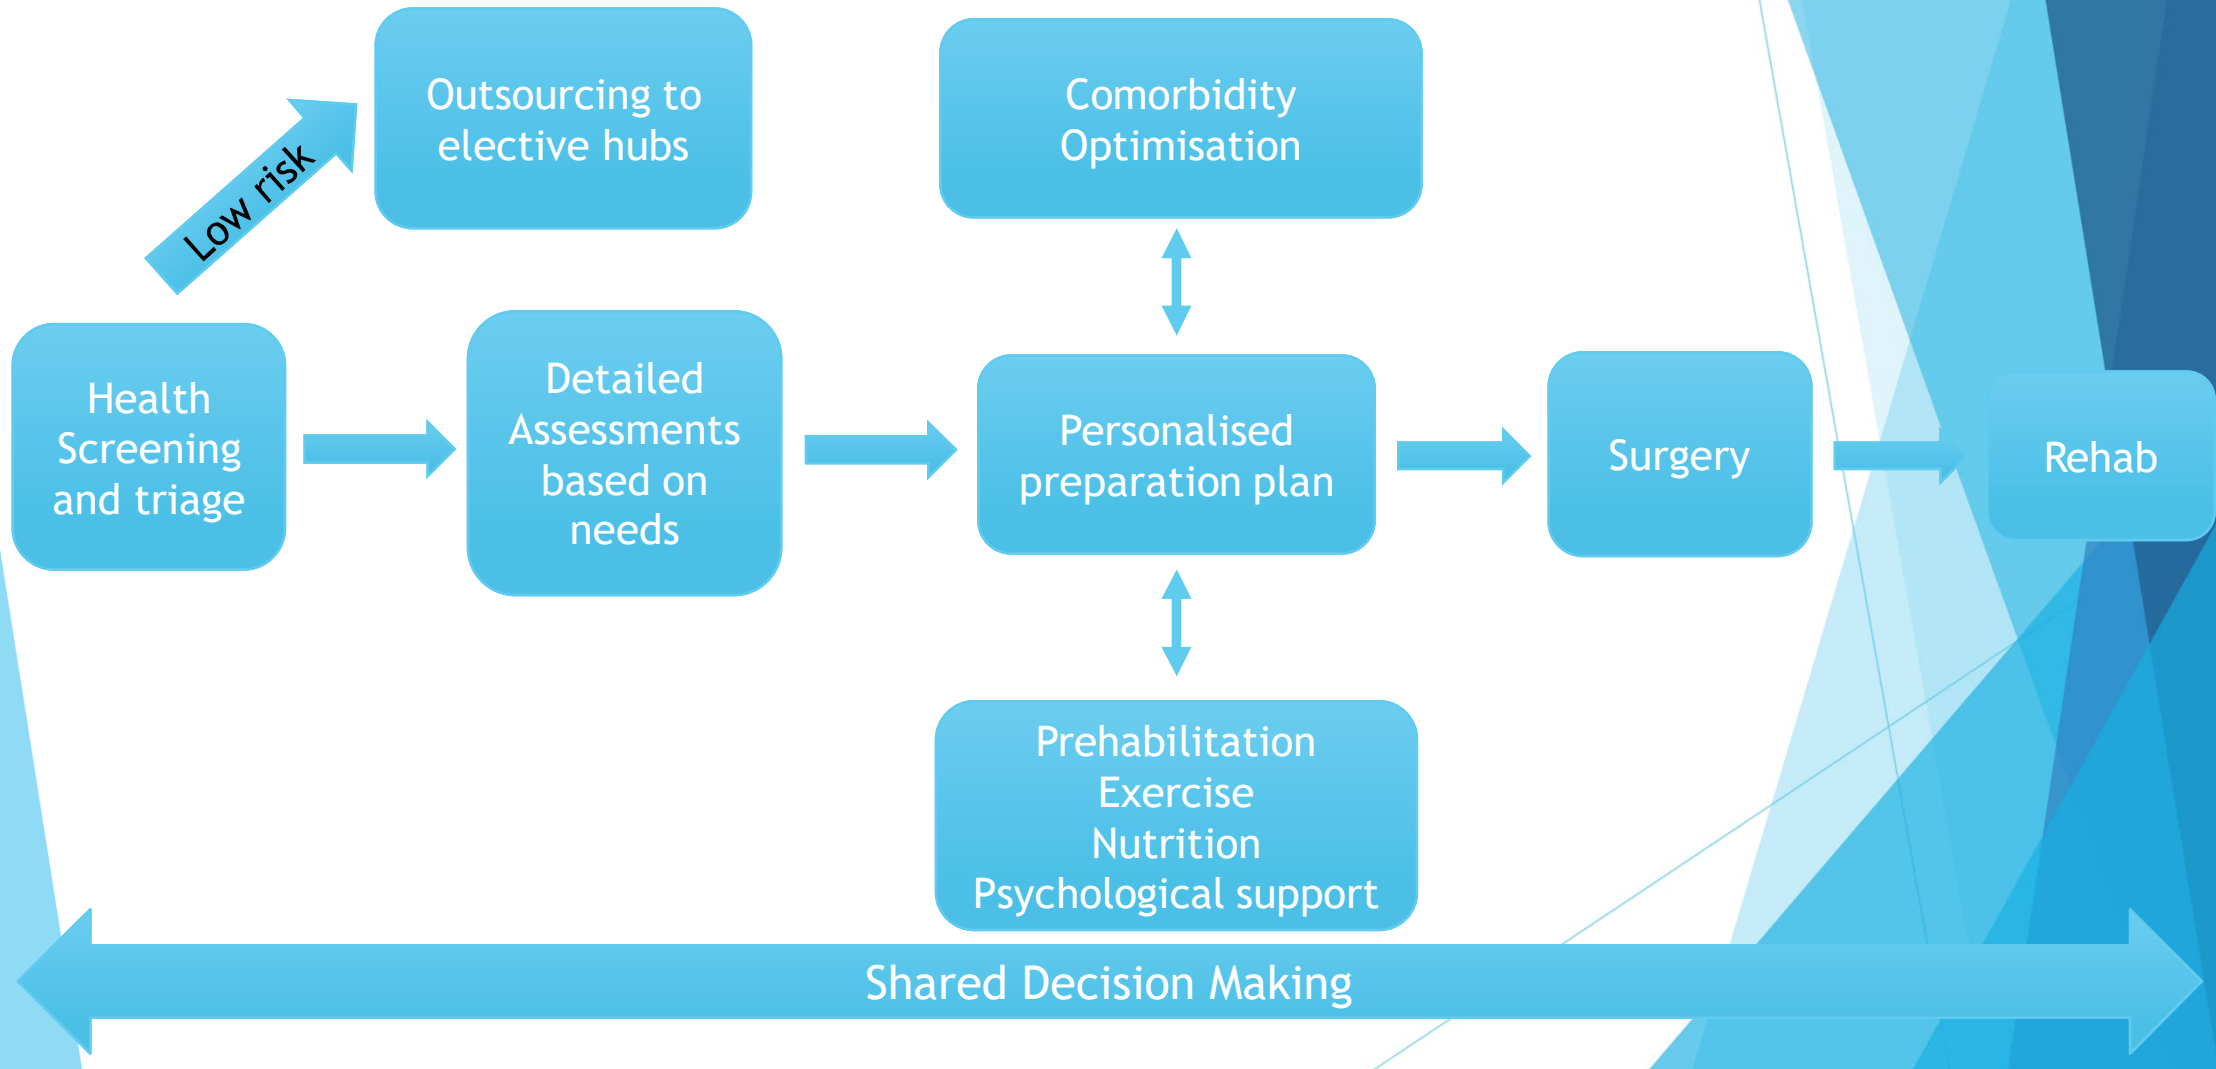 Outsourcing to
elective hubs
Comorbidity
Optimisation
Low risk
Health
Screening
and triage
Detailed
Assessments
based on
needs
Personalised
preparation plan
Surgery
Rehab
Prehabilitation
Exercise
Nutrition
Psychological support
Shared Decision Making